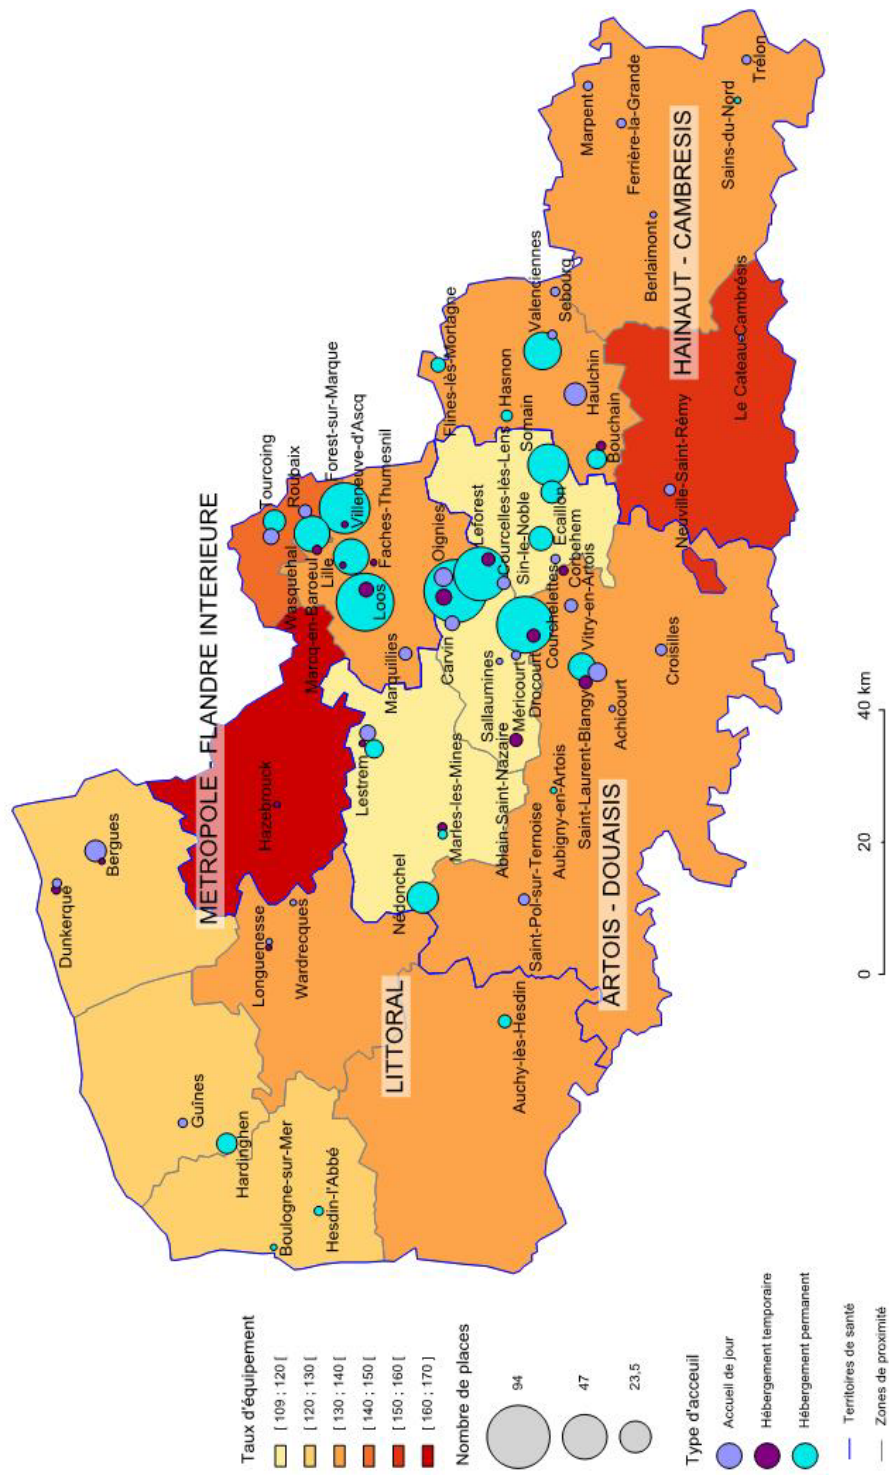 Dunkerque
Bergues
METROPOLE - FLANDRE INTERIEURE
Hazebrouck
Tourcoing
Roubaix
Wasquehal
Marcq-en-Baroeul
Forest-sur-Marque
Villeneuve-d'Ascq
Lille
Faches-Thumesnil
Loos
Marquillies
Guînes
Hardinghen
Boulogne-sur-Mer
Hesdin-l'Abbé
Longuenesse
Wardrecques
LITTORAL
Auchy-lès-Hesdin
Lestrem
Nédonchel
Marles-les-Mines
Oignies
Carvin
Leforest
Courcelles-lès-Lens
Sallaumines
Méricourt
Drocourt
Ablain-Saint-Nazaire
Sin-le-Noble
Somain
Écaillon
Courchelettes
Corbehem
Vitry-en-Artois
Saint-Pol-sur-Ternoise
Aubigny-en-Artois
Saint-Laurent-Blangy
Achicourt
Croisilles
ARTOIS - DOUAISIS
Flines-lès-Mortagne
Hasnon
Valenciennes
Sebourg
Haulchin
Bouchain
Neuville-Saint-Rémy
Le Cateau-Cambrésis
HAINAUT - CAMBRESIS
Berlaimont
Marpent
Ferrière-la-Grande
Sains-du-Nord
Trélon
0 20 40 km
Taux d'équipement
[ 109 ; 120 [
[ 120 ; 130 [
[ 130 ; 140 [
[ 140 ; 150 [
[ 150 ; 160 [
[ 160 ; 170 ]
Nombre de places
94
47
23,5
Type d'acceuil
Accueil de jour
Hébergement temporaire
Hébergement permanent
Territoires de santé
Zones de proximité